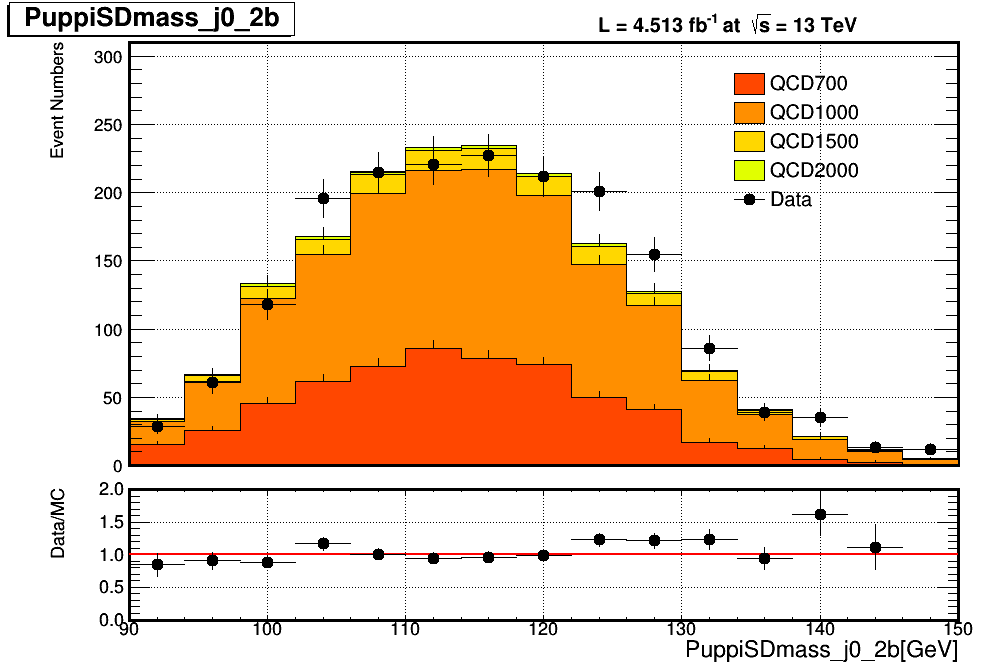 PuppiSDmass_j0_2b
L = 4.513 fb⁻¹ at √s = 13 TeV
Event Numbers
300
250
200
150
100
50
0
QCD700
QCD1000
QCD1500
QCD2000
Data
Data/MC
2.0
1.5
1.0
0.5
0.0
90 100 110 120 130 140 150
PuppiSDmass_j0_2b[GeV]